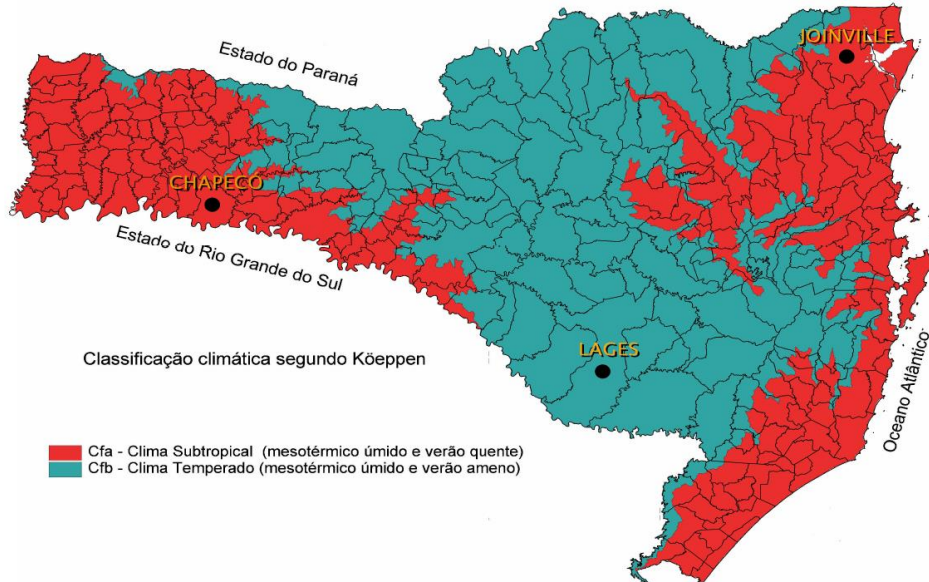 JOINVILLE
Estado do Paraná
CHAPECÓ
Estado do Rio Grande do Sul
LAGES
Classificação climática segundo Köeppen
Oceano Atlântico
Cfa - Clima Subtropical (mesotérmico úmido e verão quente)
Cfb - Clima Temperado (mesotérmico úmido e verão ameno)